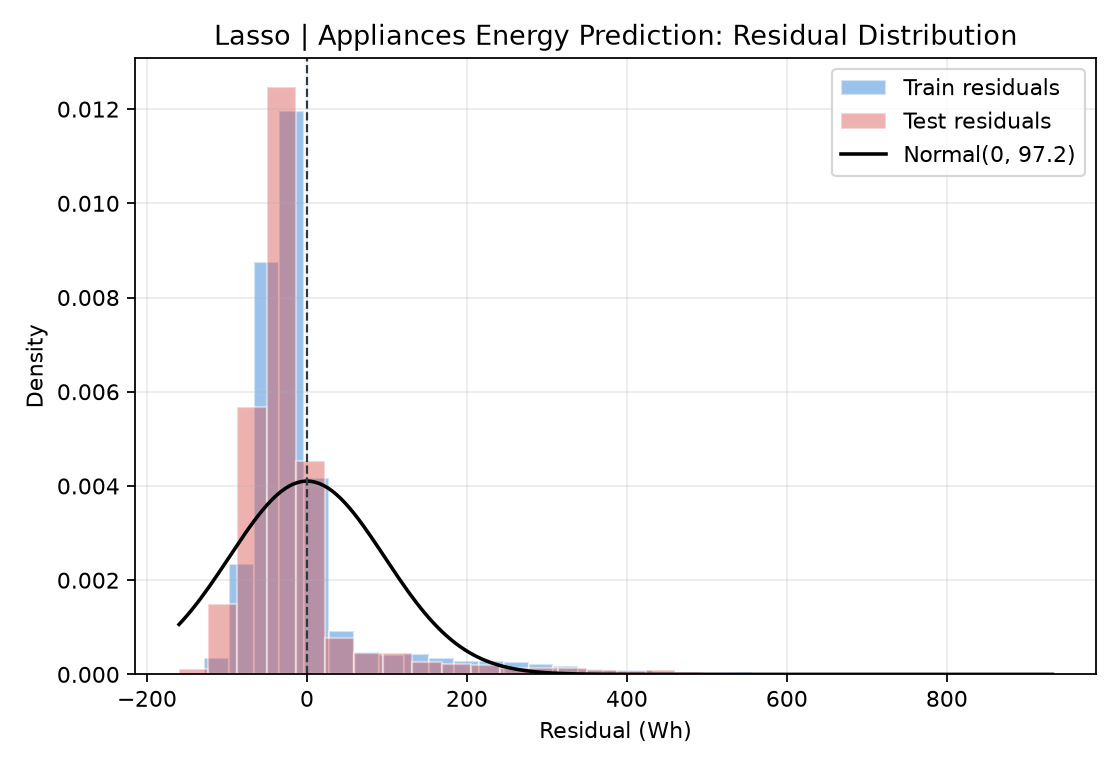 Lasso | Appliances Energy Prediction: Residual Distribution
Train residuals
Test residuals
Normal(0, 97.2)
Density
0.012
0.010
0.008
0.006
0.004
0.002
0.000
−200
0
200
400
600
800
Residual (Wh)